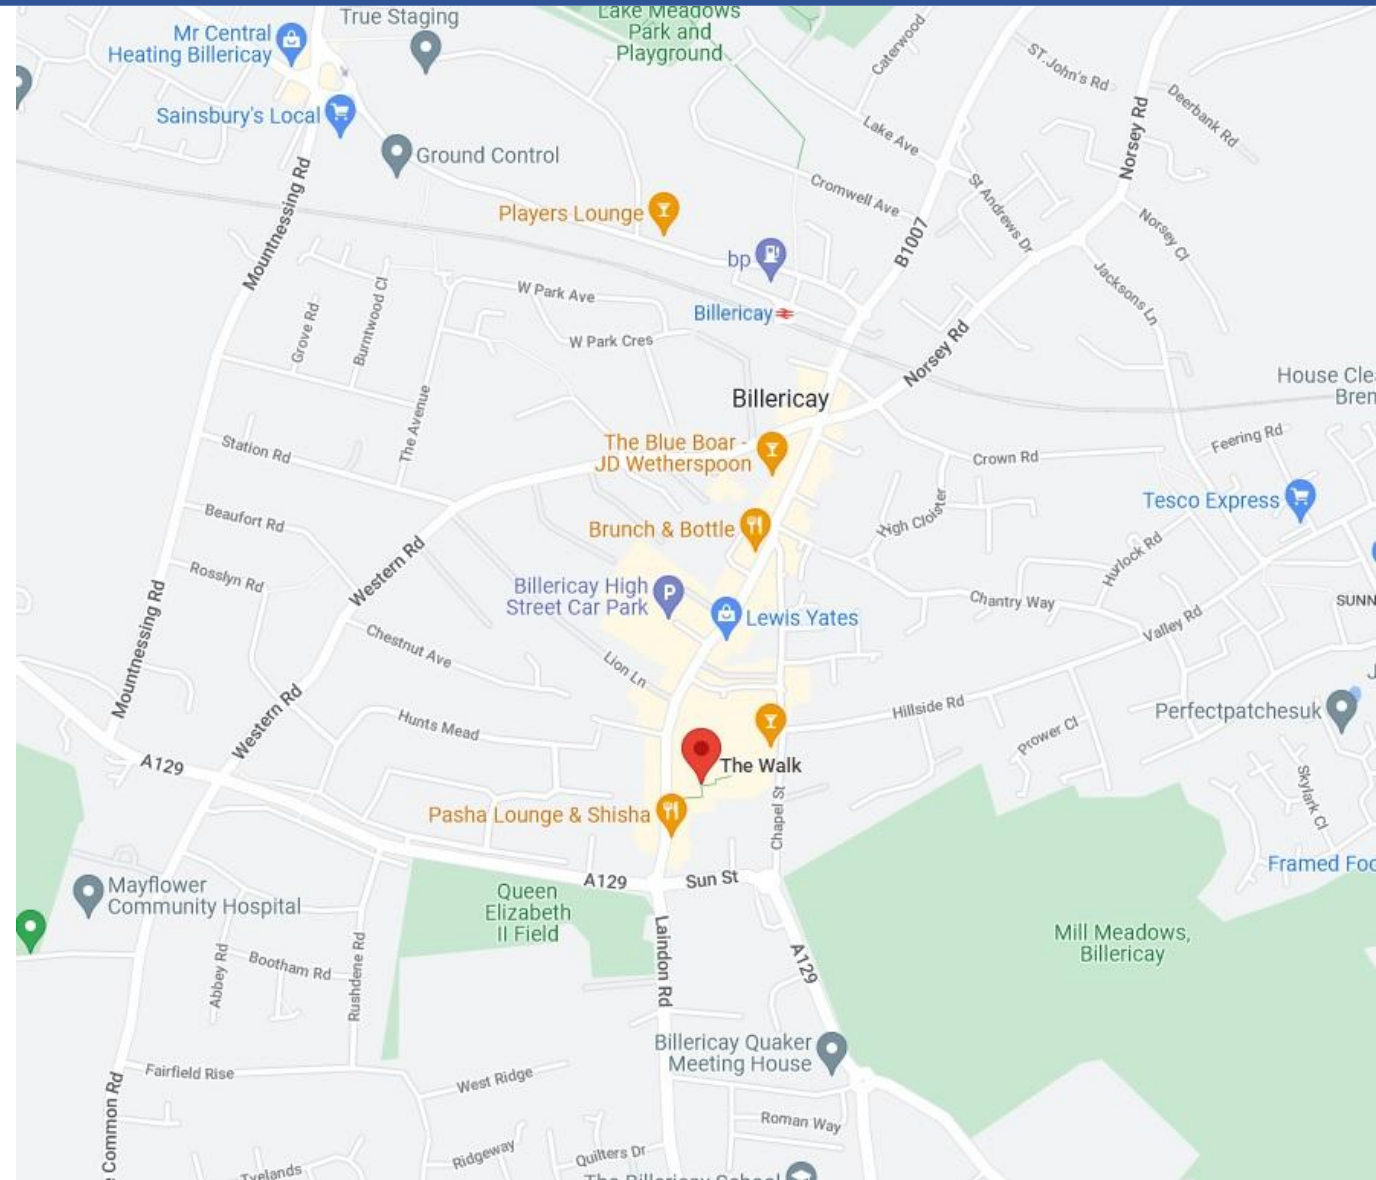 True Staging
Lake Meadows
Park and
Playground
Mr Central
Heating Billericay
Caterwood
ST.John's Rd
Norsey Rd
Deerbank Rd
Sainsbury's Local
Ground Control
Lake Ave
Mountnessing Rd
Cromwell Ave
St Andrews Dr
Players Lounge
B1007
Norsey Cl
bp
Jacksons Ln
W Park Ave
Billericay
Grove Rd
Burntwood Cl
W Park Cres
Norsey Rd
House Cle
Bren
Billericay
The Avenue
The Blue Boar -
JD Wetherspoon
Feering Rd
Station Rd
Crown Rd
Tesco Express
Beaufort Rd
Brunch & Bottle
High Cloister
Western Rd
Hurlock Rd
Rosslyn Rd
Billericay High
Street Car Park
P
Chantry Way
SUNN
Lewis Yates
Valley Rd
Mountnessing Rd
Chestnut Ave
Lion Ln
Western Rd
Hillside Rd
Perfectpatchesuk
Hunts Mead
Prower Cl
A129
The Walk
Skylark Cl
Pasha Lounge & Shisha
Chapel St
Framed Foo
A129
Sun St
Mayflower
Community Hospital
Queen
Elizabeth
II Field
Mill Meadows,
Billericay
Laindon Rd
A129
Abbey Rd
Bootham Rd
Rushdene Rd
Billericay Quaker
Meeting House
Fairfield Rise
West Ridge
Common Rd
Roman Way
Ridgeway
Quilters Dr
Tyelands
The Billericay School